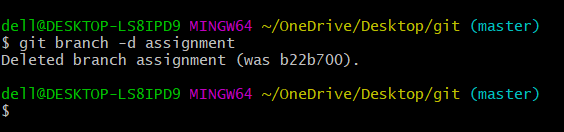 dell@DESKTOP-LS8IPD9 MINGW64 ~/OneDrive/Desktop/git (master)
$ git branch -d assignment
Deleted branch assignment (was b22b700).
dell@DESKTOP-LS8IPD9 MINGW64 ~/OneDrive/Desktop/git (master)
$